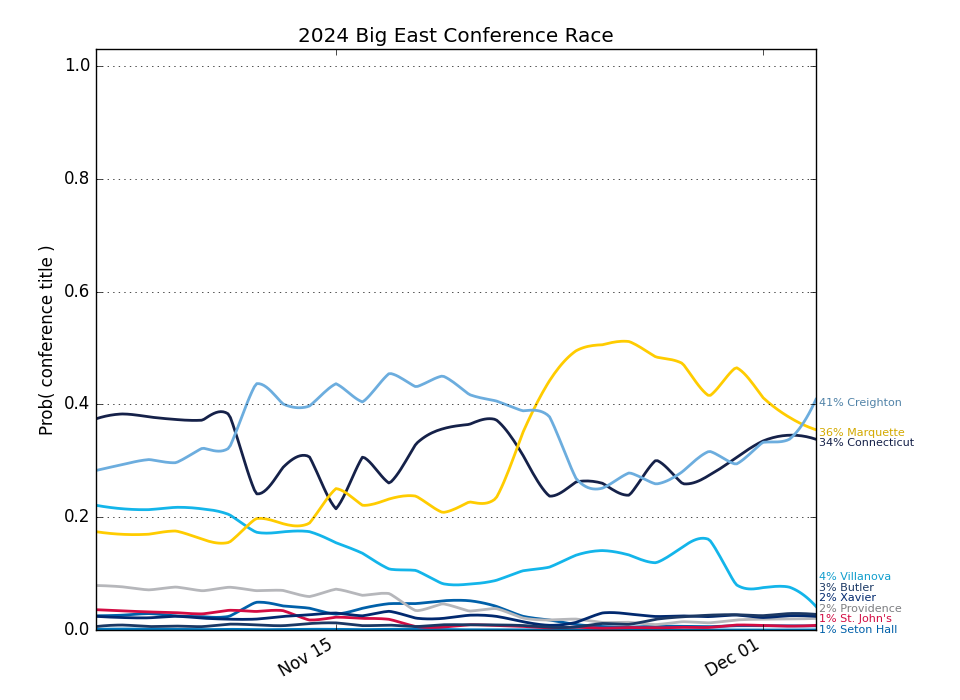 2024 Big East Conference Race
Prob( conference title )
1.0
0.8
0.6
0.4
0.2
0.0
Nov 15
Dec 01
41% Creighton
36% Marquette
34% Connecticut
4% Villanova
3% Butler
2% Xavier
2% Providence
1% St. John's
1% Seton Hall